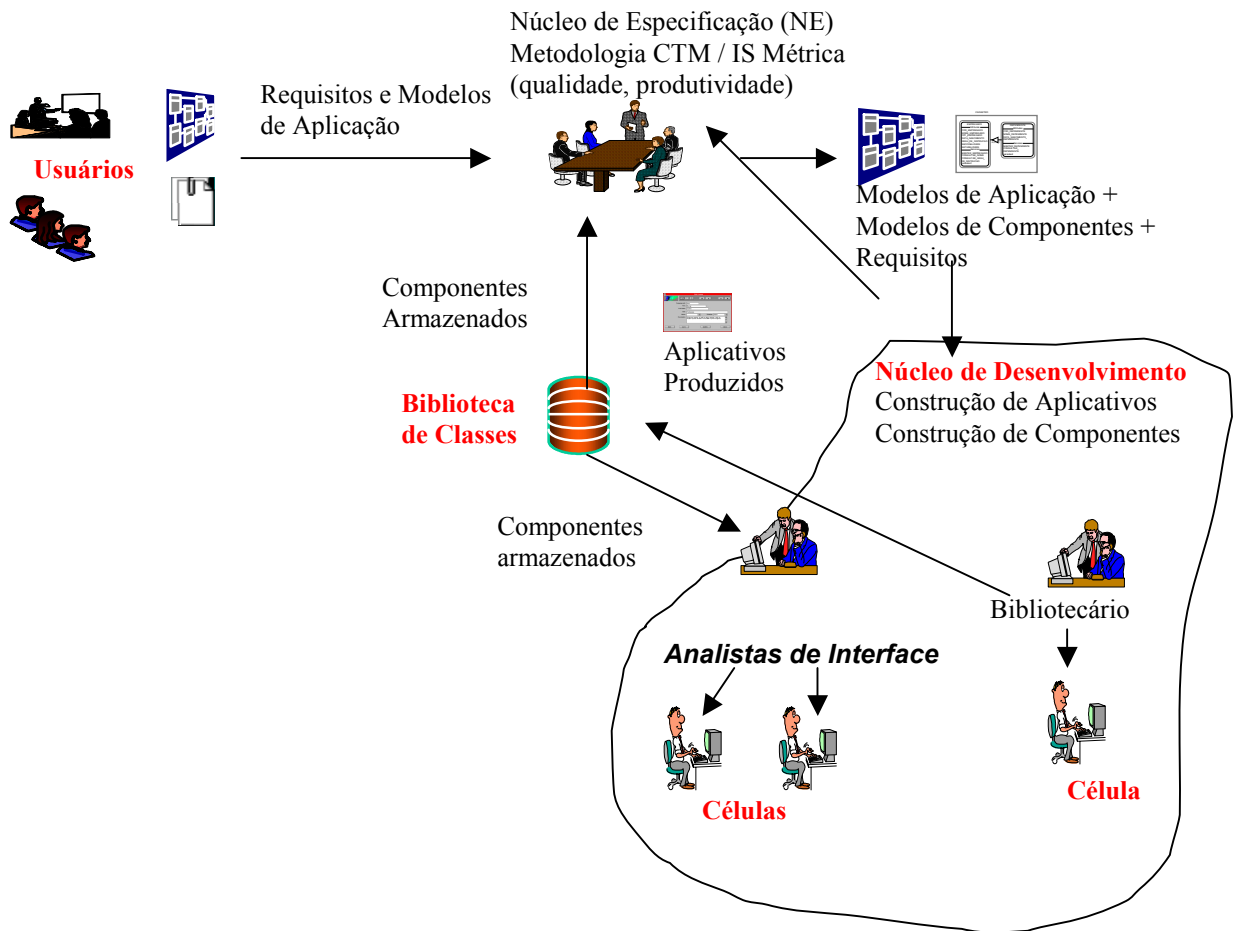 Núcleo de Especificação (NE)
Metodologia CTM / IS Métrica
(qualidade, produtividade)
Requisitos e Modelos
de Aplicação
Usuários
Modelos de Aplicação +
Modelos de Componentes +
Requisitos
Componentes
Armazenados
Aplicativos
Produzidos
Biblioteca
de Classes
Núcleo de Desenvolvimento
Construção de Aplicativos
Construção de Componentes
Componentes
armazenados
Bibliotecário
Analistas de Interface
Células
Célula